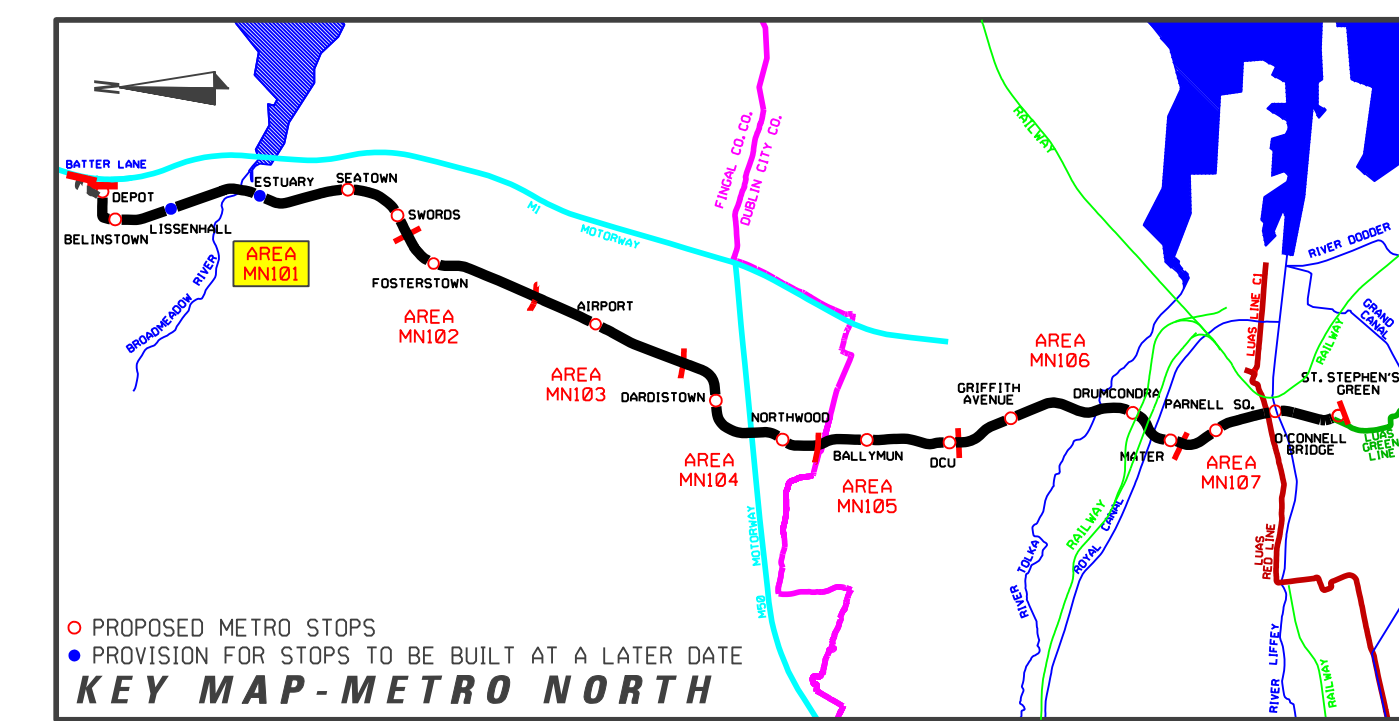 BATTER LANE
DEPOT
BELINSTOWN
LISSENHALL
ESTUARY
SEATOWN
SWORDS
BROADMEADOW RIVER
AREA
MN101
FOSTERSTOWN
AREA
MN102
M1
MOTORWAY
FINGAL CO. CO.
DUBLIN CITY CO.
AIRPORT
AREA
MN103
DARDISTOWN
NORTHWOOD
AREA
MN104
MOTORWAY
M50
BALLYMUN
AREA
MN105
DCU
GRIFFITH
AVENUE
AREA
MN106
DRUMCONDRA
MATER
PARNELL SQ.
AREA
MN107
O'CONNELL
BRIDGE
ST. STEPHEN'S
GREEN
LUAS
GREEN
LINE
RAILWAY
RIVER DODDER
GRAND
CANAL
RAILWAY
LUAS LINE C1
RAILWAY
ROYAL CANAL
RIVER TOLKA
LUAS
RED LINE
RIVER LIFFEY
RAILWAY
PROPOSED METRO STOPS
PROVISION FOR STOPS TO BE BUILT AT A LATER DATE
KEY MAP-METRO NORTH